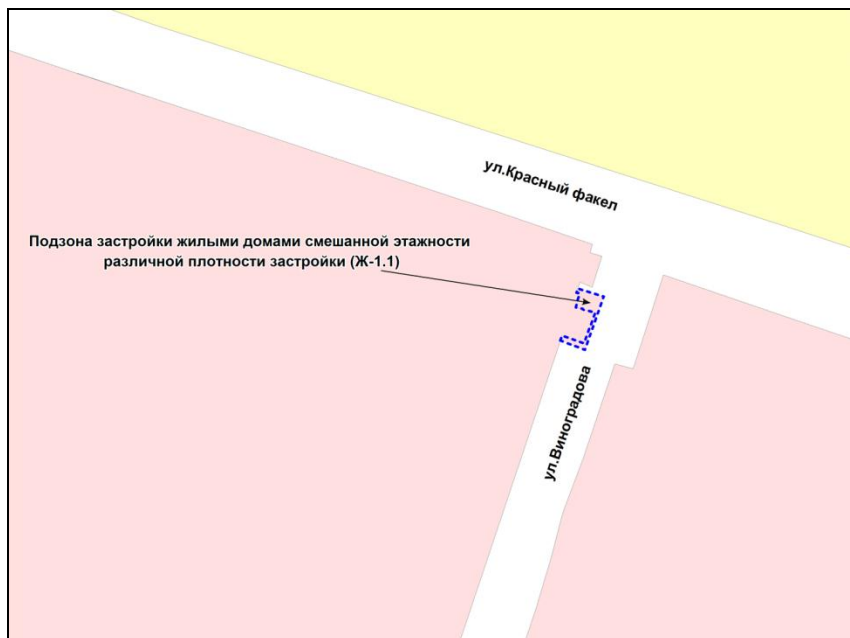 ул.Красный факел
Подзона застройки жилыми домами смешанной этажности
различной плотности застройки (Ж-1.1)
ул.Виноградова